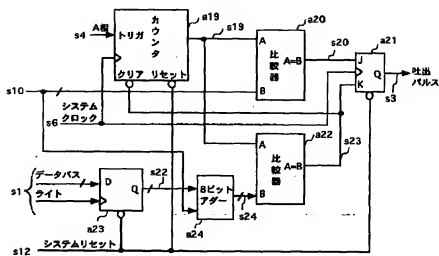 a19
カウンタ
A相
s4
トリガ
クリア リセット
s19
a20
A
A=B
B
比較器
s20
a21
J
Q
K
吐出パルス
s3
s10
システムクロック
s6
a22
A
A=B
B
比較器
s23
データバス
s1
ライト
D
Q
s22
a23
8ビットアダー
a24
s24
s12
システムリセット